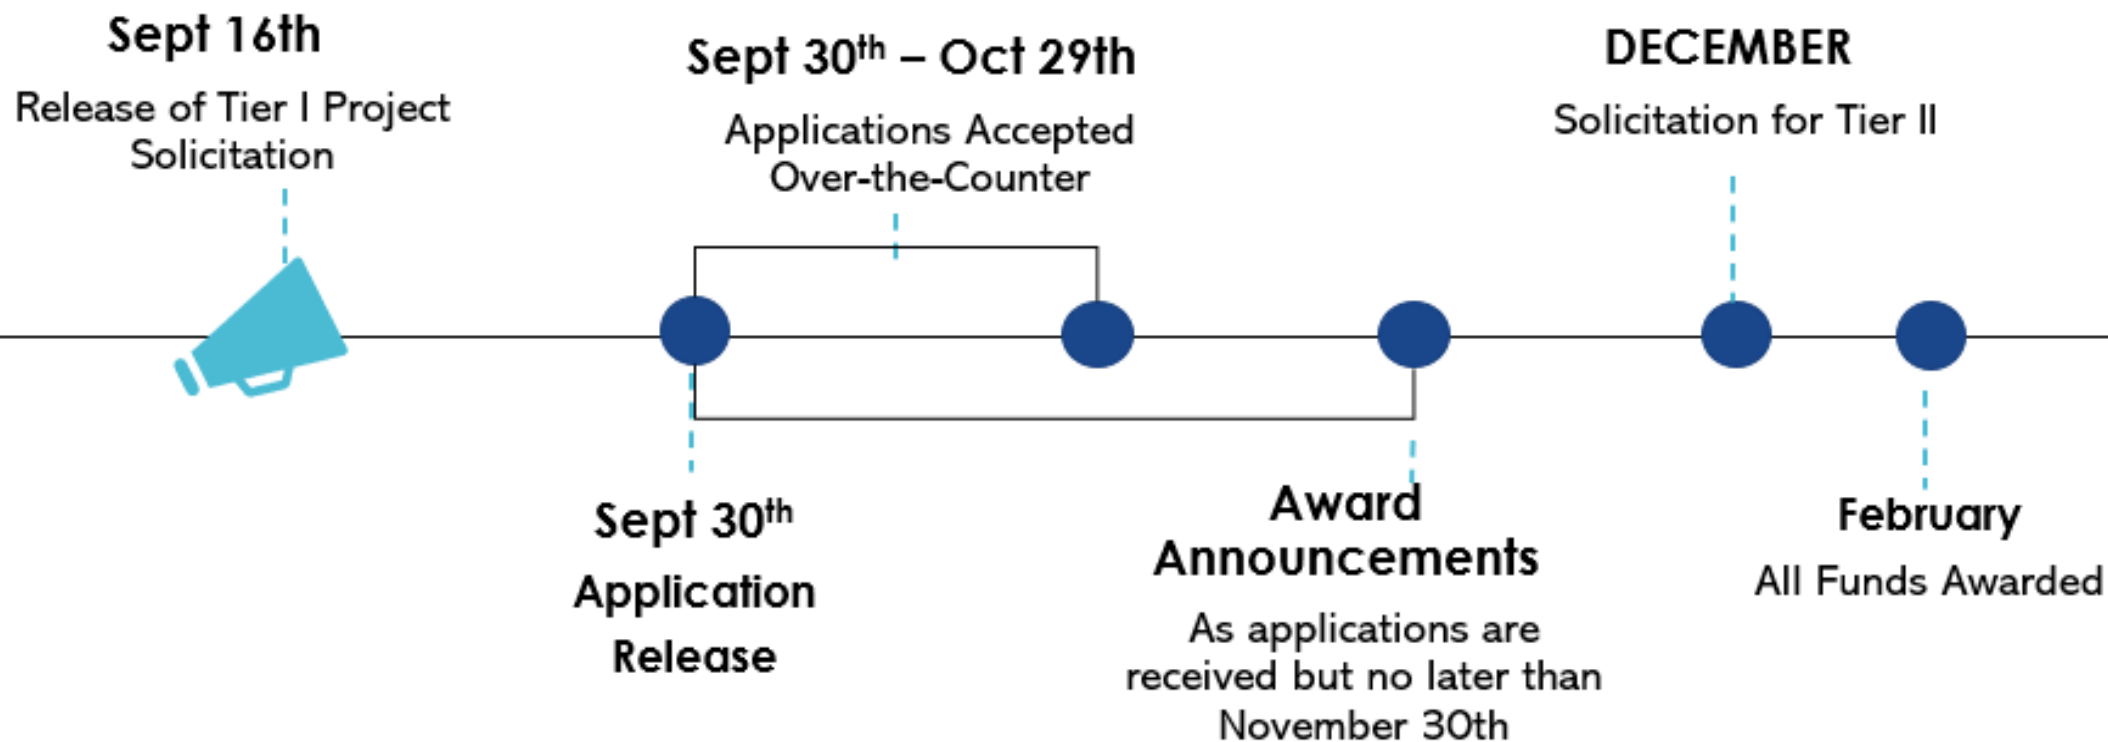 Sept 16th
Release of Tier I Project
Solicitation
Sept 30th – Oct 29th
Applications Accepted
Over-the-Counter
DECEMBER
Solicitation for Tier II
Sept 30th
Application
Release
Award
Announcements
As applications are
received but no later than
November 30th
February
All Funds Awarded